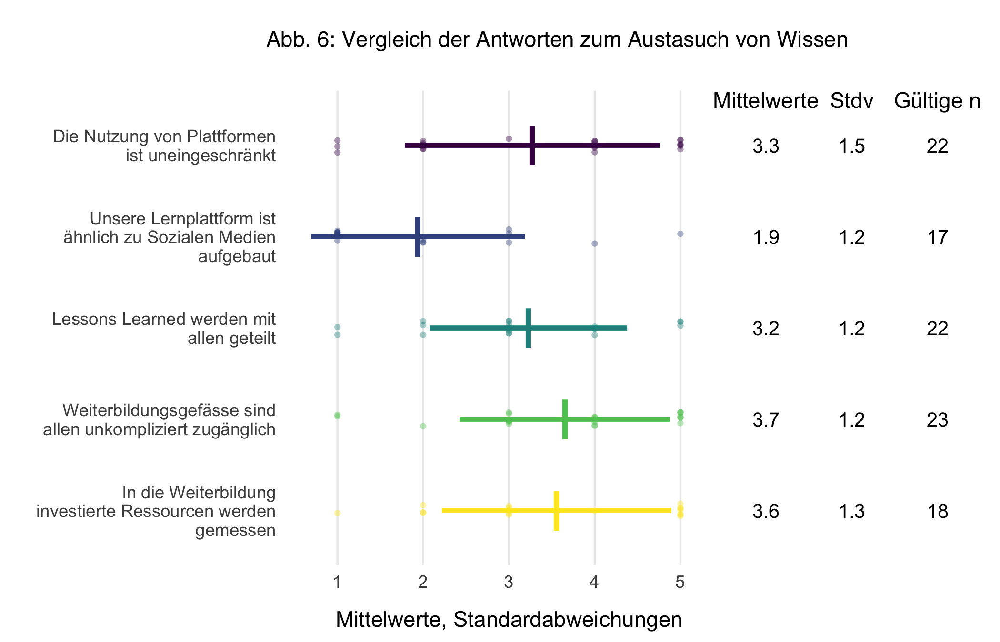 Abb. 6: Vergleich der Antworten zum Austasuch von Wissen
Mittelwerte Stdv Gültige n
Die Nutzung von Plattformen
ist uneingeschränkt
3.3 1.5 22
Unsere Lernplattform ist
ähnlich zu Sozialen Medien
aufgebaut
1.9 1.2 17
Lessons Learned werden mit
allen geteilt
3.2 1.2 22
Weiterbildungsgefässe sind
allen unkompliziert zugänglich
3.7 1.2 23
In die Weiterbildung
investierte Ressourcen werden
gemessen
3.6 1.3 18
1 2 3 4 5
Mittelwerte, Standardabweichungen